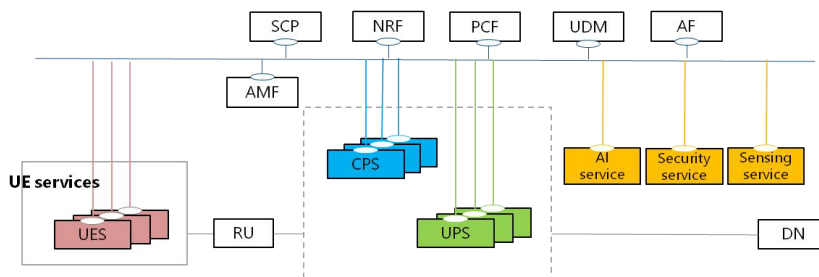 SCP
NRF
PCF
UDM
AF
AMF
CPS
AI
service
Security
service
Sensing
service
UE services
UES
RU
UPS
DN